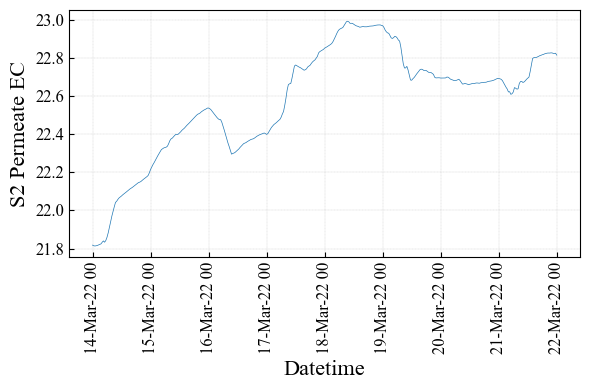 S2 Permeate EC
23.0
22.8
22.6
22.4
22.2
22.0
21.8
14-Mar-22 00
15-Mar-22 00
16-Mar-22 00
17-Mar-22 00
18-Mar-22 00
19-Mar-22 00
20-Mar-22 00
21-Mar-22 00
22-Mar-22 00
Datetime